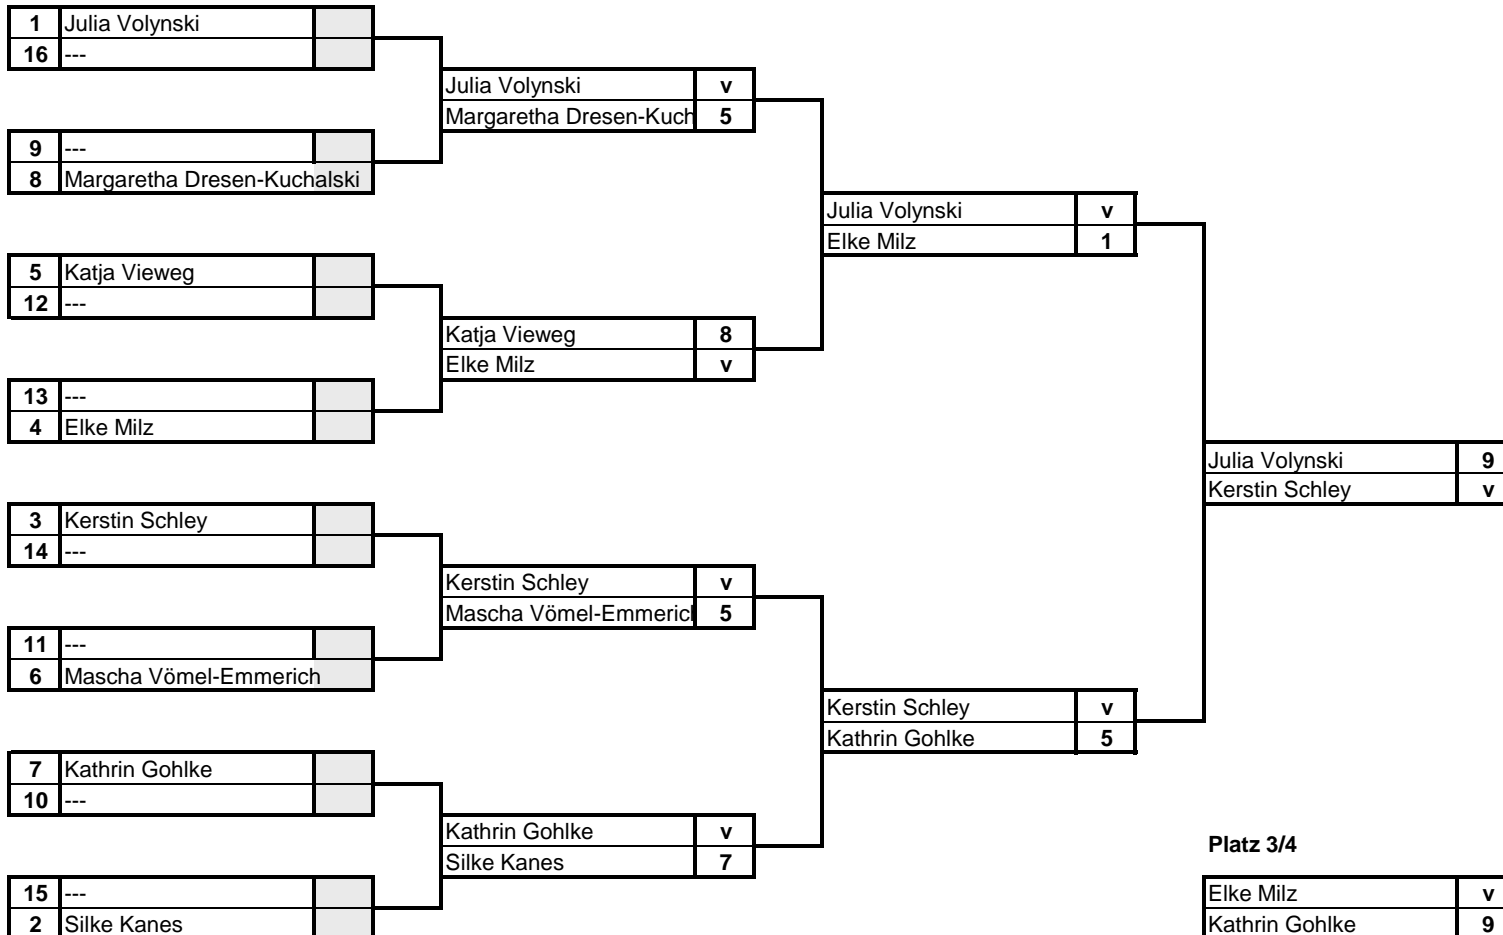 1 Julia Volynski
16 ---
9 ---
8 Margaretha Dresen-Kuchalski
5 Katja Vieweg
12 ---
13 ---
4 Elke Milz
3 Kerstin Schley
14 ---
11 ---
6 Mascha Vömel-Emmerich
7 Kathrin Gohlke
10 ---
15 ---
2 Silke Kanes
Julia Volynski v
Margaretha Dresen-Kuch 5
Katja Vieweg 8
Elke Milz v
Kerstin Schley v
Mascha Vömel-Emmerich 5
Kathrin Gohlke v
Silke Kanes 7
Julia Volynski v
Elke Milz 1
Kerstin Schley v
Kathrin Gohlke 5
Julia Volynski 9
Kerstin Schley v
Platz 3/4
Elke Milz v
Kathrin Gohlke 9